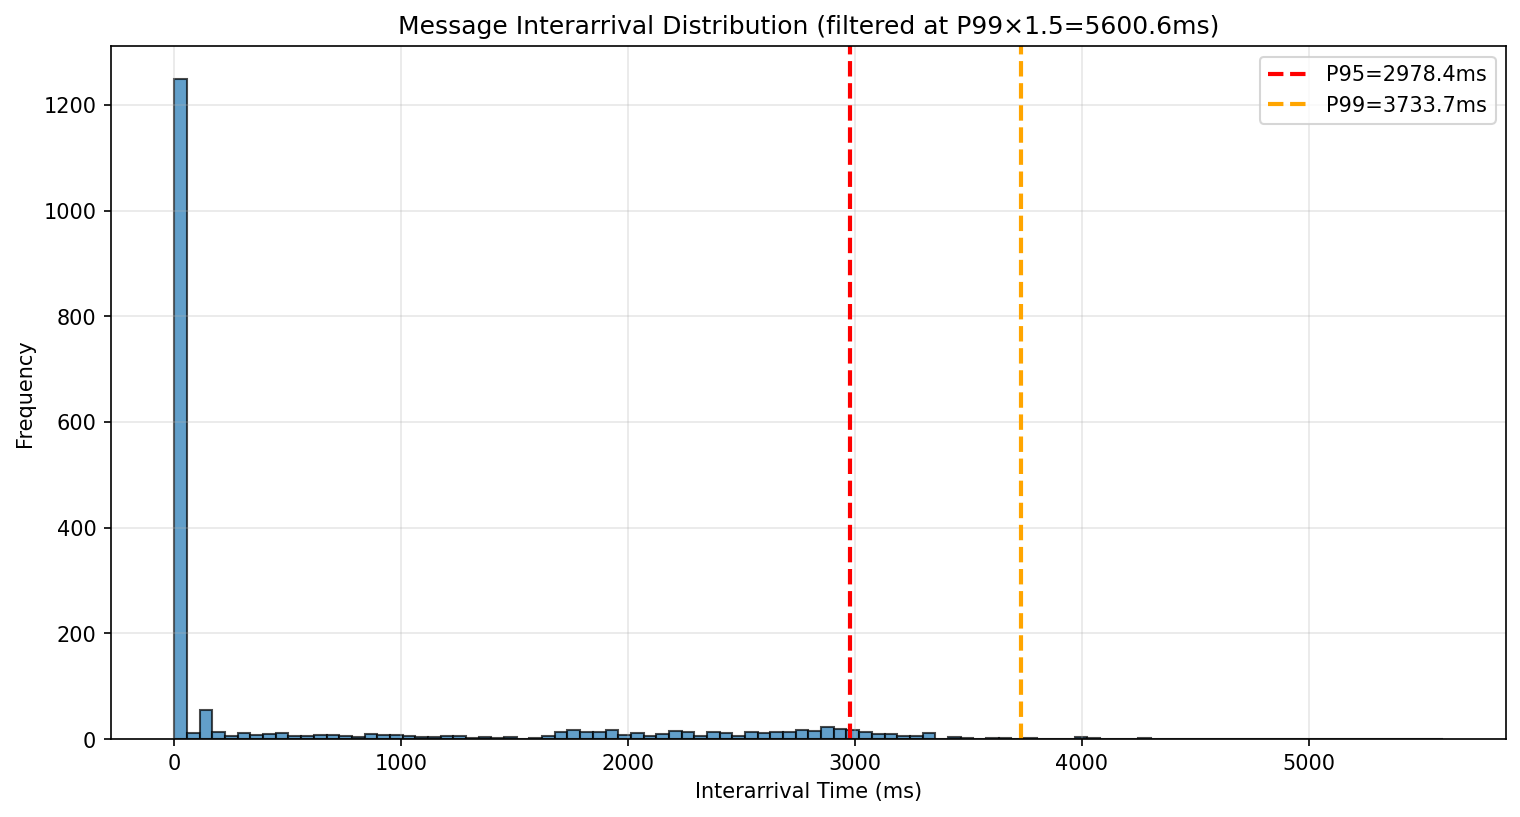 Message Interarrival Distribution (filtered at P99×1.5=5600.6ms)
P95=2978.4ms
P99=3733.7ms
1200
1000
800
600
400
200
0
Frequency
0 1000 2000 3000 4000 5000
Interarrival Time (ms)